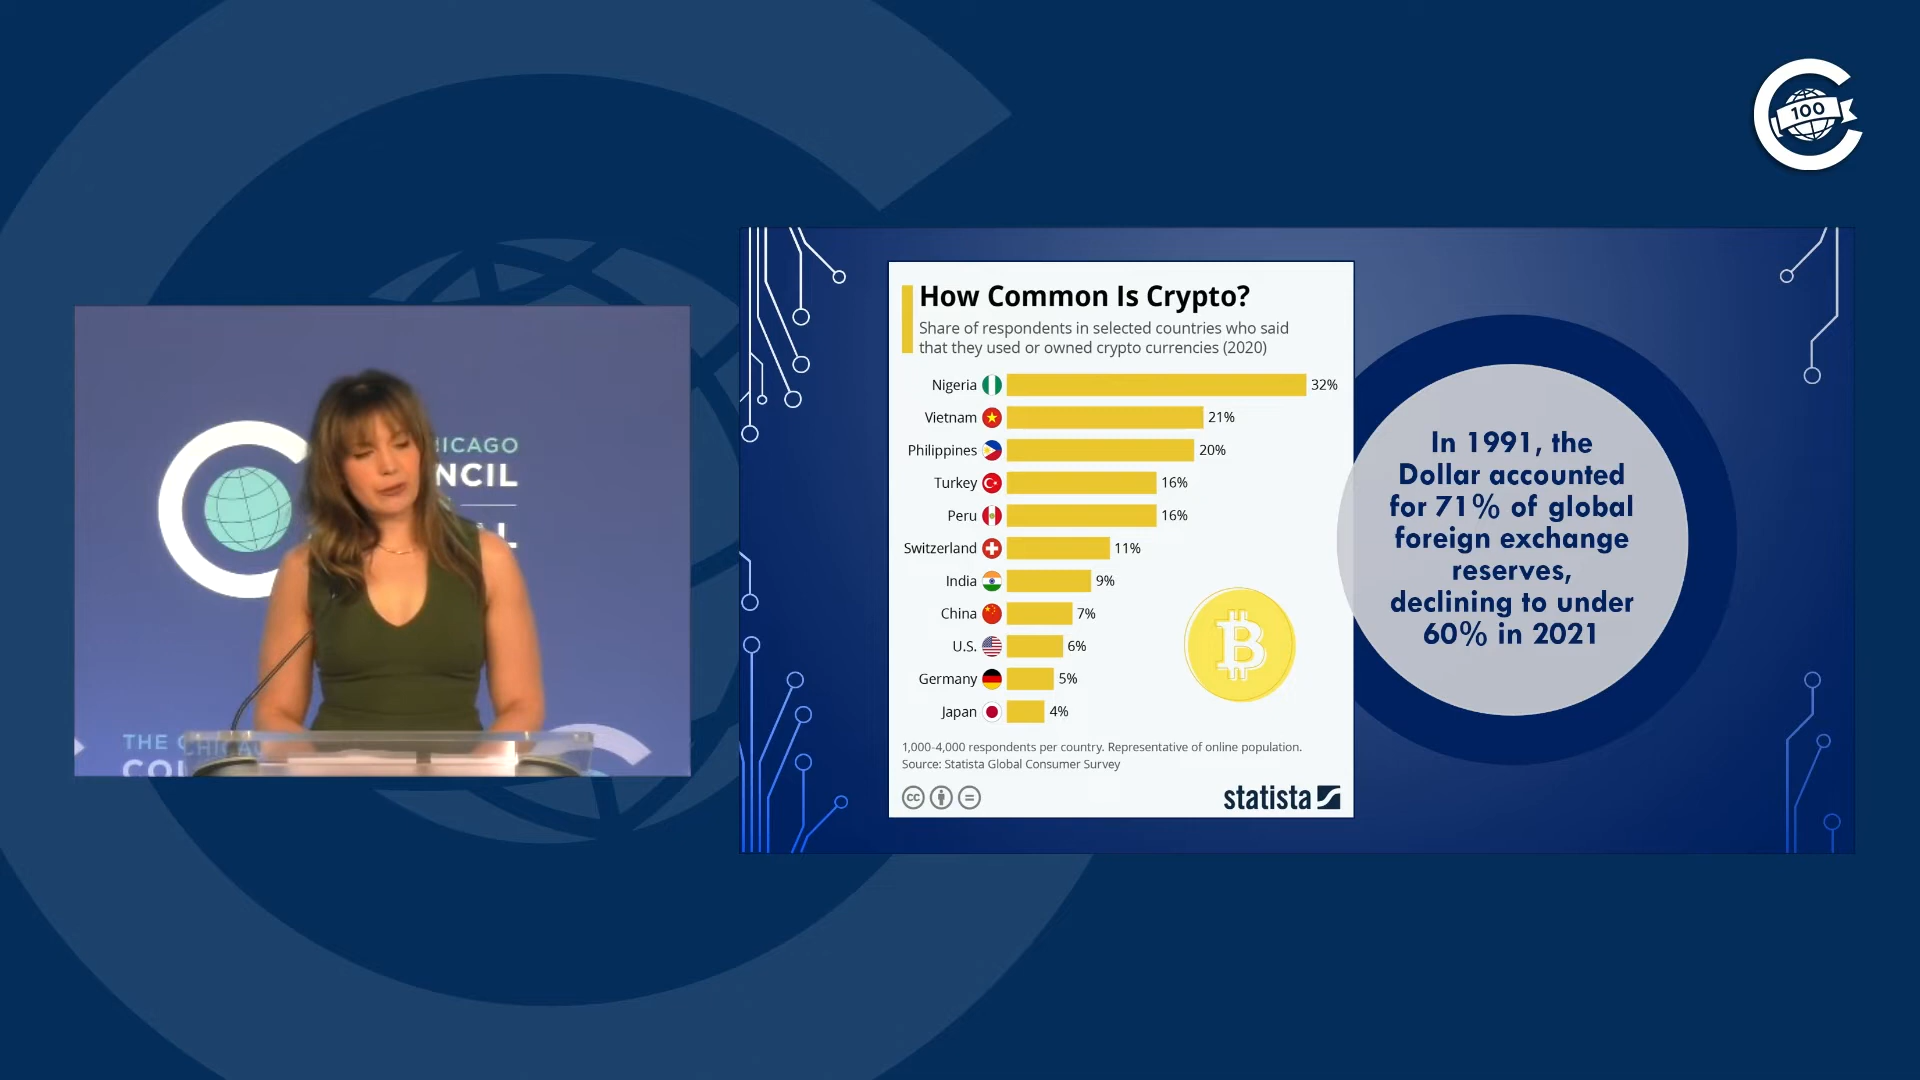 100
HICAGO
NCIL
L
THE CHICAGO
COU
How Common Is Crypto?
Share of respondents in selected countries who said
that they used or owned crypto currencies (2020)
Nigeria 32%
Vietnam 21%
Philippines 20%
Turkey 16%
Peru 16%
Switzerland 11%
India 9%
China 7%
U.S. 6%
Germany 5%
Japan 4%
1,000-4,000 respondents per country. Representative of online population.
Source: Statista Global Consumer Survey
cc
statista
In 1991, the
Dollar accounted
for 71% of global
foreign exchange
reserves,
declining to under
60% in 2021